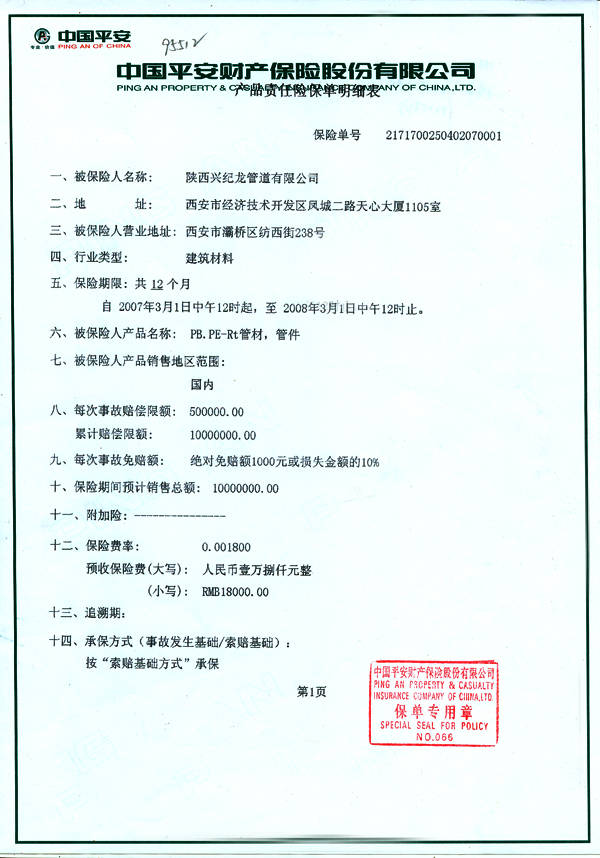 中国平安
专业·价值 PING AN OF CHINA
95512
中国平安财产保险股份有限公司
PING AN PROPERTY & CASUALTY INSURANCE COMPANY OF CHINA,LTD.
产品责任险保单明细表
保险单号 2171700250402070001
一、被保险人名称: 陕西兴纪龙管道有限公司
二、地 址: 西安市经济技术开发区凤城二路天心大厦1105室
三、被保险人营业地址: 西安市灞桥区纺西街238号
四、行业类型: 建筑材料
五、保险期限: 共 12 个月
自 2007年3月1日中午12时起, 至 2008年3月1日中午12时止。
六、被保险人产品名称: PB.PE-Rt管材, 管件
七、被保险人产品销售地区范围:
国内
八、每次事故赔偿限额: 500000.00
累计赔偿限额: 10000000.00
九、每次事故免赔额: 绝对免赔额1000元或损失金额的10%
十、保险期间预计销售总额: 10000000.00
十一、附加险: ---------------
十二、保险费率: 0.001800
预收保险费(大写): 人民币壹万捌仟元整
(小写): RMB18000.00
十三、追溯期:
十四、承保方式 (事故发生基础/索赔基础):
按“索赔基础方式”承保
第1页
中国平安财产保险股份有限公司
PING AN PROPERTY & CASUALTY
INSURANCE COMPANY OF CHINA,LTD.
保单专用章
SPECIAL SEAL FOR POLICY
NO.066